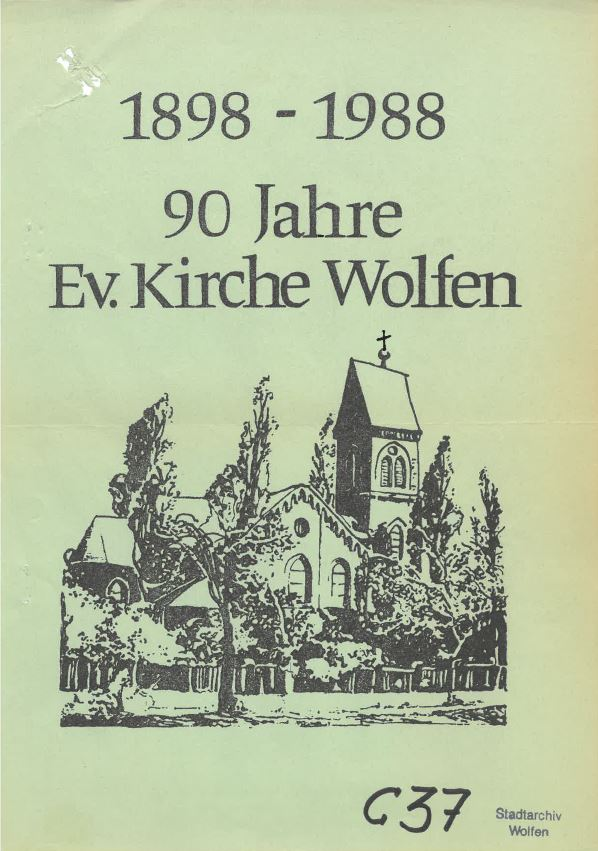 1898 - 1988
90 Jahre
Ev. Kirche Wolfen
C37
Stadtarchiv
Wolfen